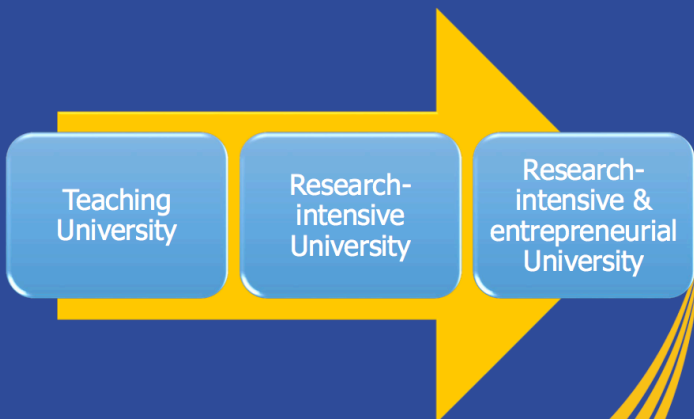 Teaching
University
Research-
intensive
University
Research-
intensive &
entrepreneurial
University